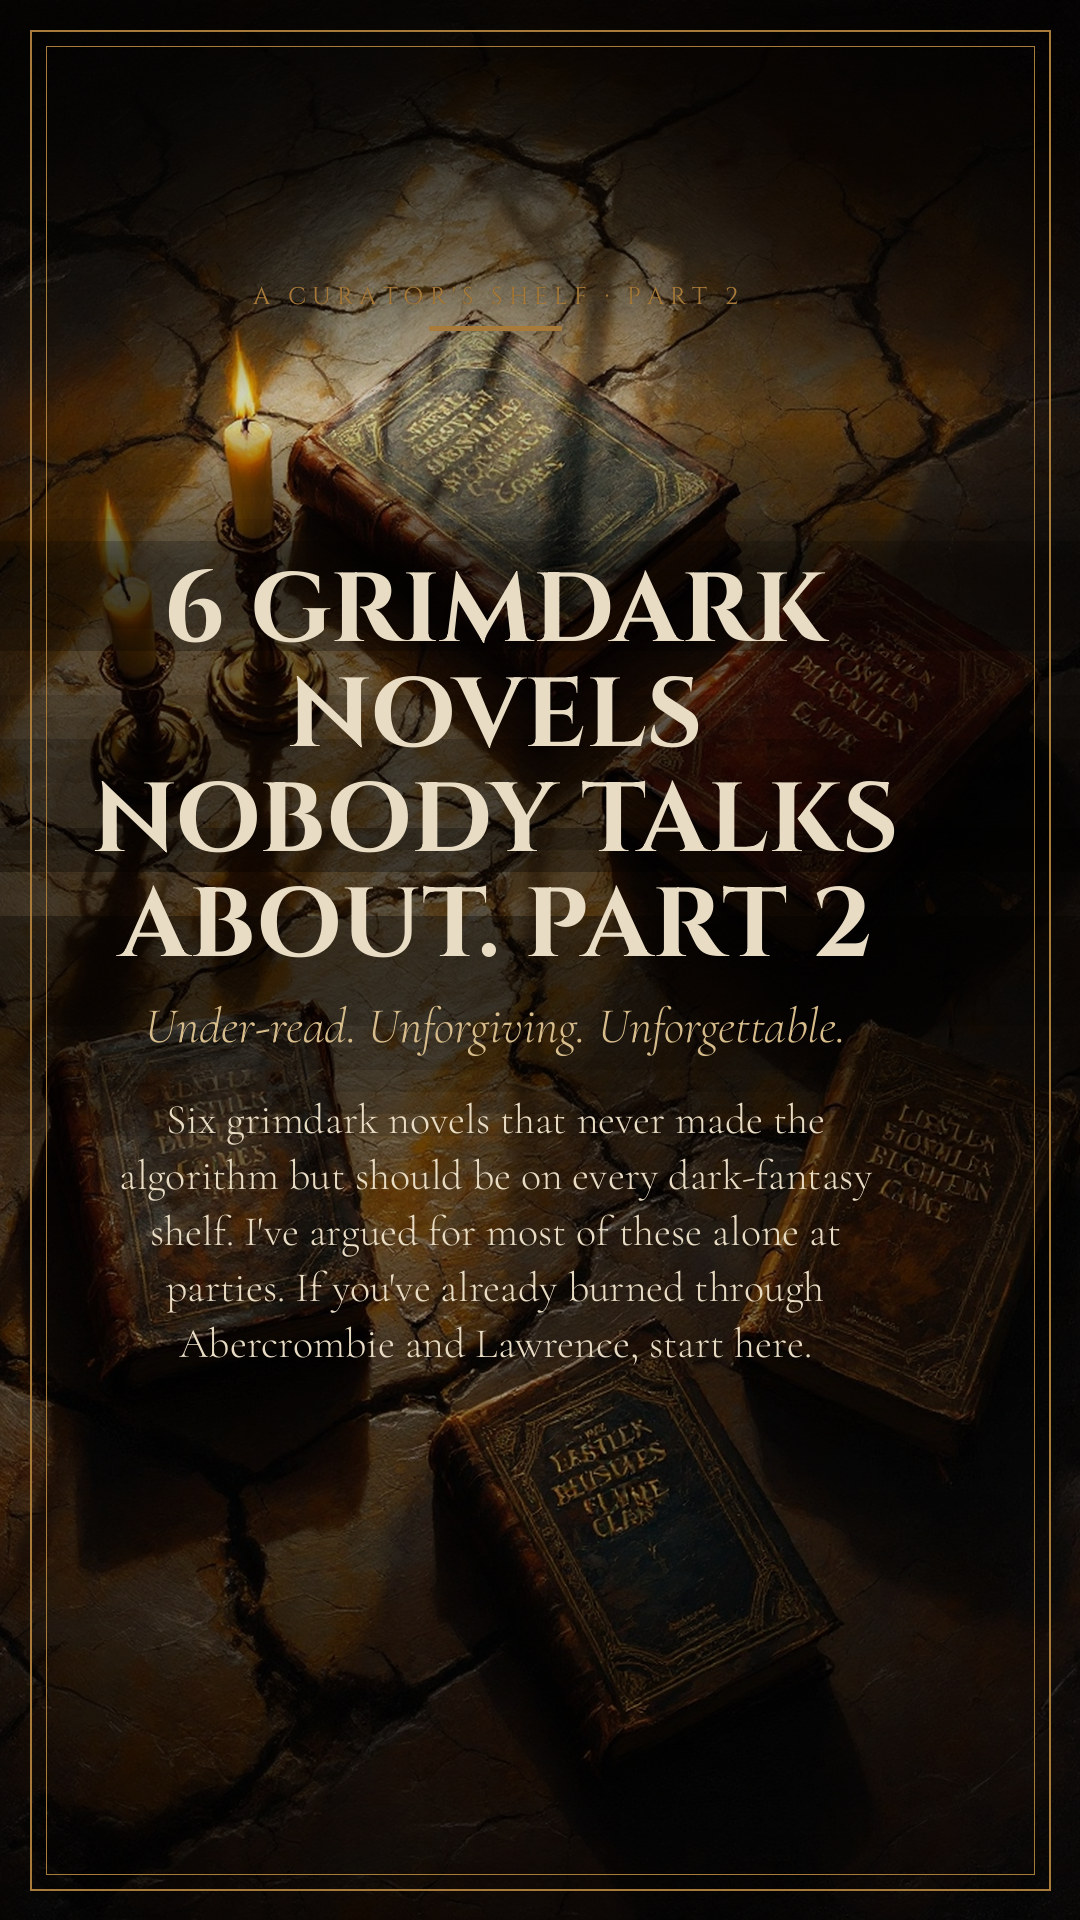 A CURATOR'S SHELF · PART 2
6 GRIMDARK
NOVELS
NOBODY TALKS
ABOUT. PART 2
Under-read. Unforgiving. Unforgettable.
Six grimdark novels that never made the
algorithm but should be on every dark-fantasy
shelf. I've argued for most of these alone at
parties. If you've already burned through
Abercrombie and Lawrence, start here.